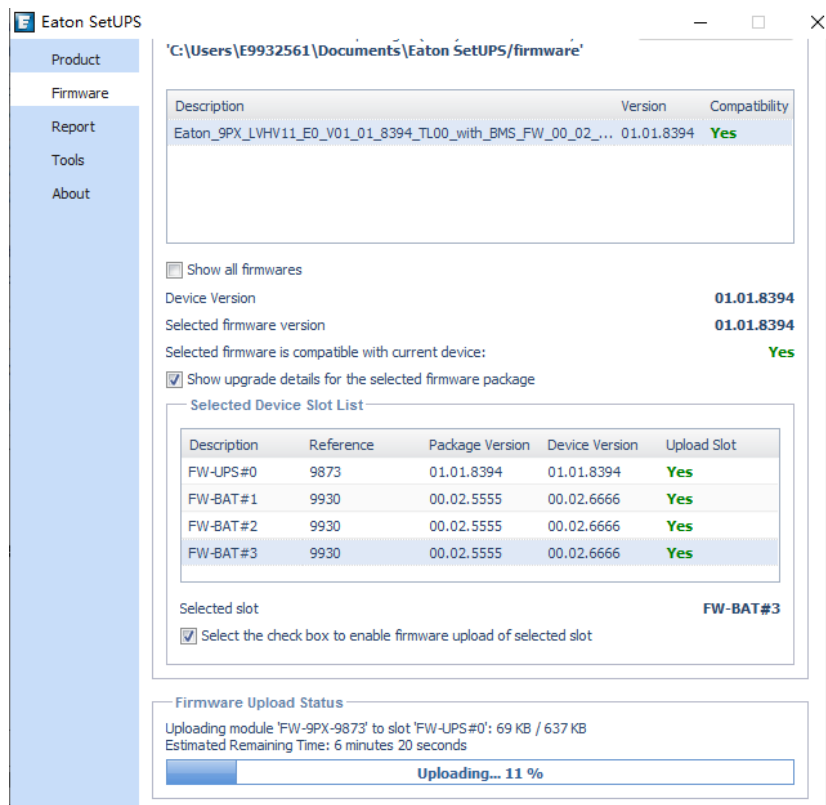 Eaton SetUPS
Product
Firmware
Report
Tools
About
'C:\Users\E9932561\Documents\Eaton SetUPS/firmware'
Description Version Compatibility
Eaton_9PX_LVHV11_E0_V01_01_8394_TL00_with_BMS_FW_00_02_... 01.01.8394 Yes
Show all firmwares
Device Version 01.01.8394
Selected firmware version 01.01.8394
Selected firmware is compatible with current device: Yes
Show upgrade details for the selected firmware package
Selected Device Slot List
Description Reference Package Version Device Version Upload Slot
FW-UPS#0 9873 01.01.8394 01.01.8394 Yes
FW-BAT#1 9930 00.02.5555 00.02.6666 Yes
FW-BAT#2 9930 00.02.5555 00.02.6666 Yes
FW-BAT#3 9930 00.02.5555 00.02.6666 Yes
Selected slot FW-BAT#3
Select the check box to enable firmware upload of selected slot
Firmware Upload Status
Uploading module 'FW-9PX-9873' to slot 'FW-UPS#0': 69 KB / 637 KB
Estimated Remaining Time: 6 minutes 20 seconds
Uploading... 11 %